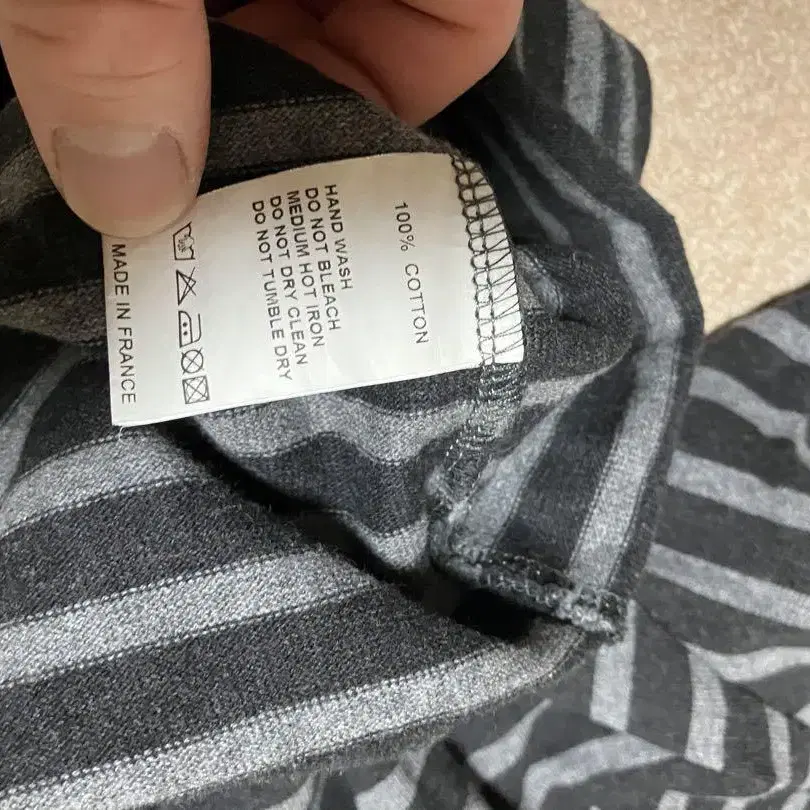 100% COTTON
HAND WASH
DO NOT BLEACH
MEDIUM HOT IRON
DO NOT DRY CLEAN
DO NOT TUMBLE DRY
MADE IN FRANCE